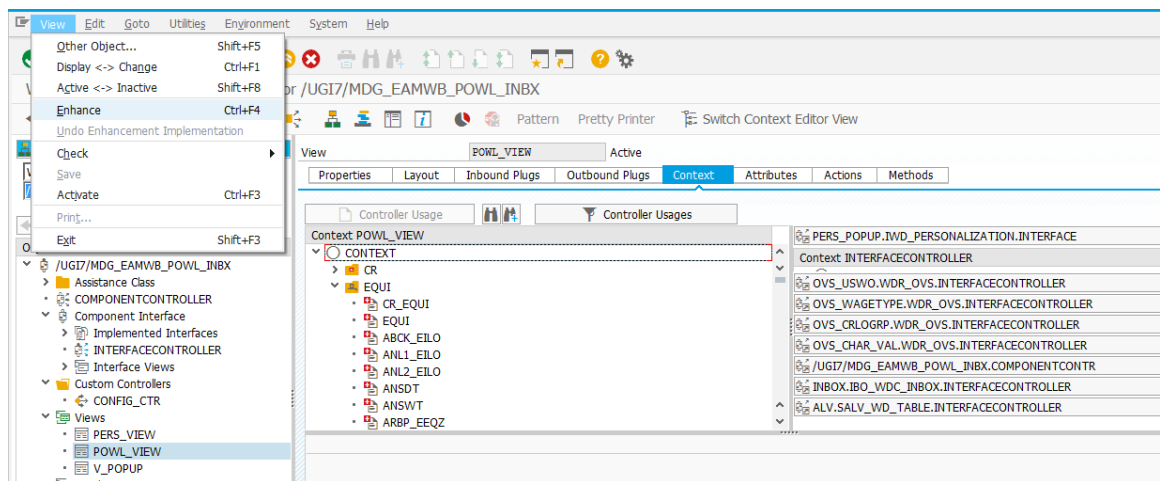 View Edit Goto Utilities Environment System Help
Other Object... Shift+F5
Display <-> Change Ctrl+F1
Active <-> Inactive Shift+F8
Enhance Ctrl+F4
Undo Enhancement Implementation
Check
Save
Activate Ctrl+F3
Print...
Exit Shift+F3
or /UGI7/MDG_EAMWB_POWL_INBX
Pattern Pretty Printer Switch Context Editor View
View POWL_VIEW Active
Properties Layout Inbound Plugs Outbound Plugs Context Attributes Actions Methods
Controller Usage Controller Usages
Context POWL_VIEW
CONTEXT
CR
EQUI
CR_EQUI
EQUI
ABCK_EILO
ANL1_EILO
ANL2_EILO
ANSDT
ANSWT
ARBP_EEQZ
PERS_POPUP.IWD_PERSONALIZATION.INTERFACE
Context INTERFACECONTROLLER
OVS_USWO.WDR_OVS.INTERFACECONTROLLER
OVS_WAGETYPE.WDR_OVS.INTERFACECONTROLLER
OVS_CRLOGRP.WDR_OVS.INTERFACECONTROLLER
OVS_CHAR_VAL.WDR_OVS.INTERFACECONTROLLER
/UGI7/MDG_EAMWB_POWL_INBX.COMPONENTCONTR
INBOX.IBO_WDC_INBOX.INTERFACECONTROLLER
ALV.SALV_WD_TABLE.INTERFACECONTROLLER
/UGI7/MDG_EAMWB_POWL_INBX
Assistance Class
COMPONENTCONTROLLER
Component Interface
Implemented Interfaces
INTERFACECONTROLLER
Interface Views
Custom Controllers
CONFIG_CTR
Views
PERS_VIEW
POWL_VIEW
V_POPUP